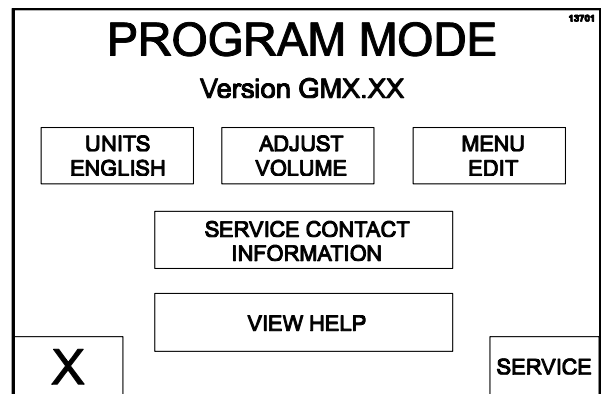 13701
PROGRAM MODE
Version GMX.XX
UNITS
ENGLISH
ADJUST
VOLUME
MENU
EDIT
SERVICE CONTACT
INFORMATION
VIEW HELP
X
SERVICE